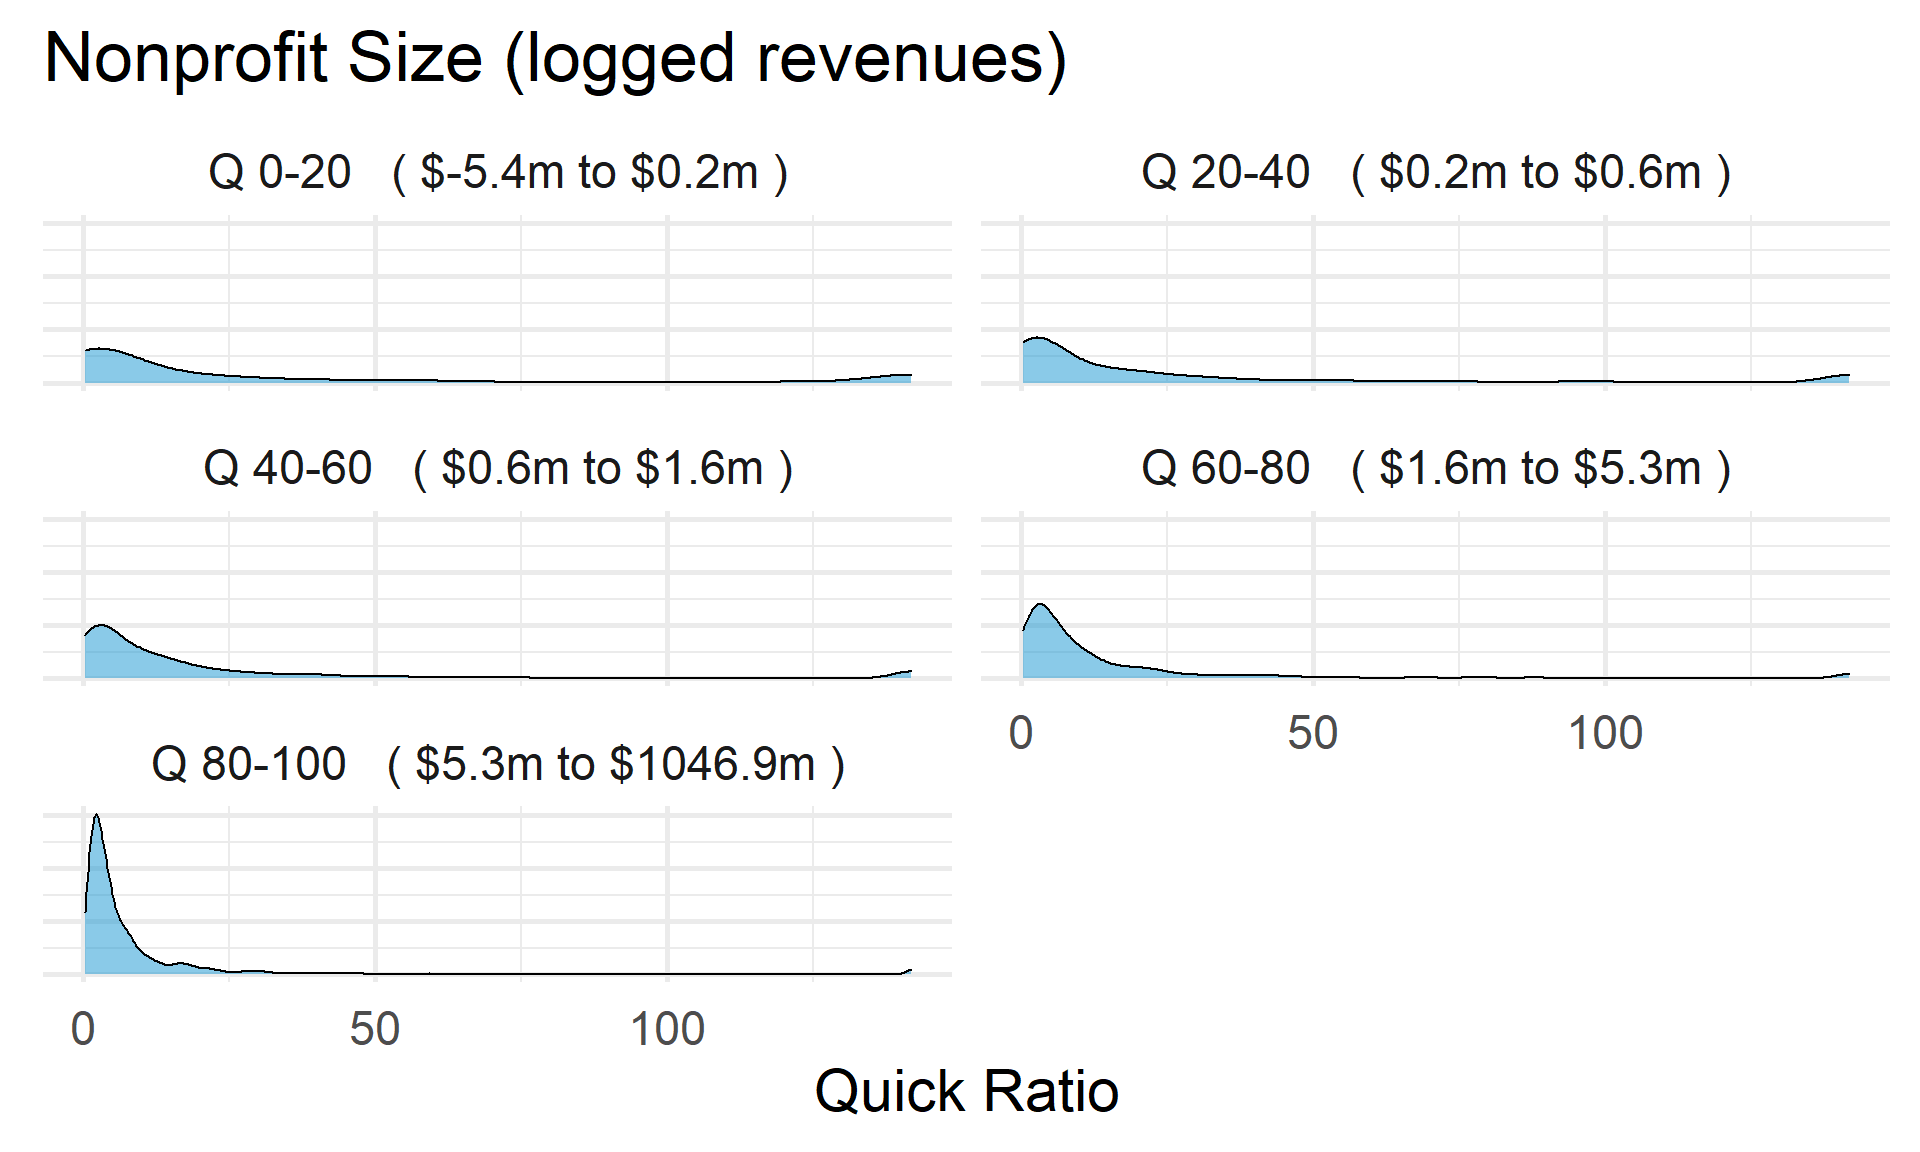 Nonprofit Size (logged revenues)
Q 0-20 ( $-5.4m to $0.2m )
Q 20-40 ( $0.2m to $0.6m )
Q 40-60 ( $0.6m to $1.6m )
Q 60-80 ( $1.6m to $5.3m )
0 50 100
Q 80-100 ( $5.3m to $1046.9m )
0 50 100
Quick Ratio